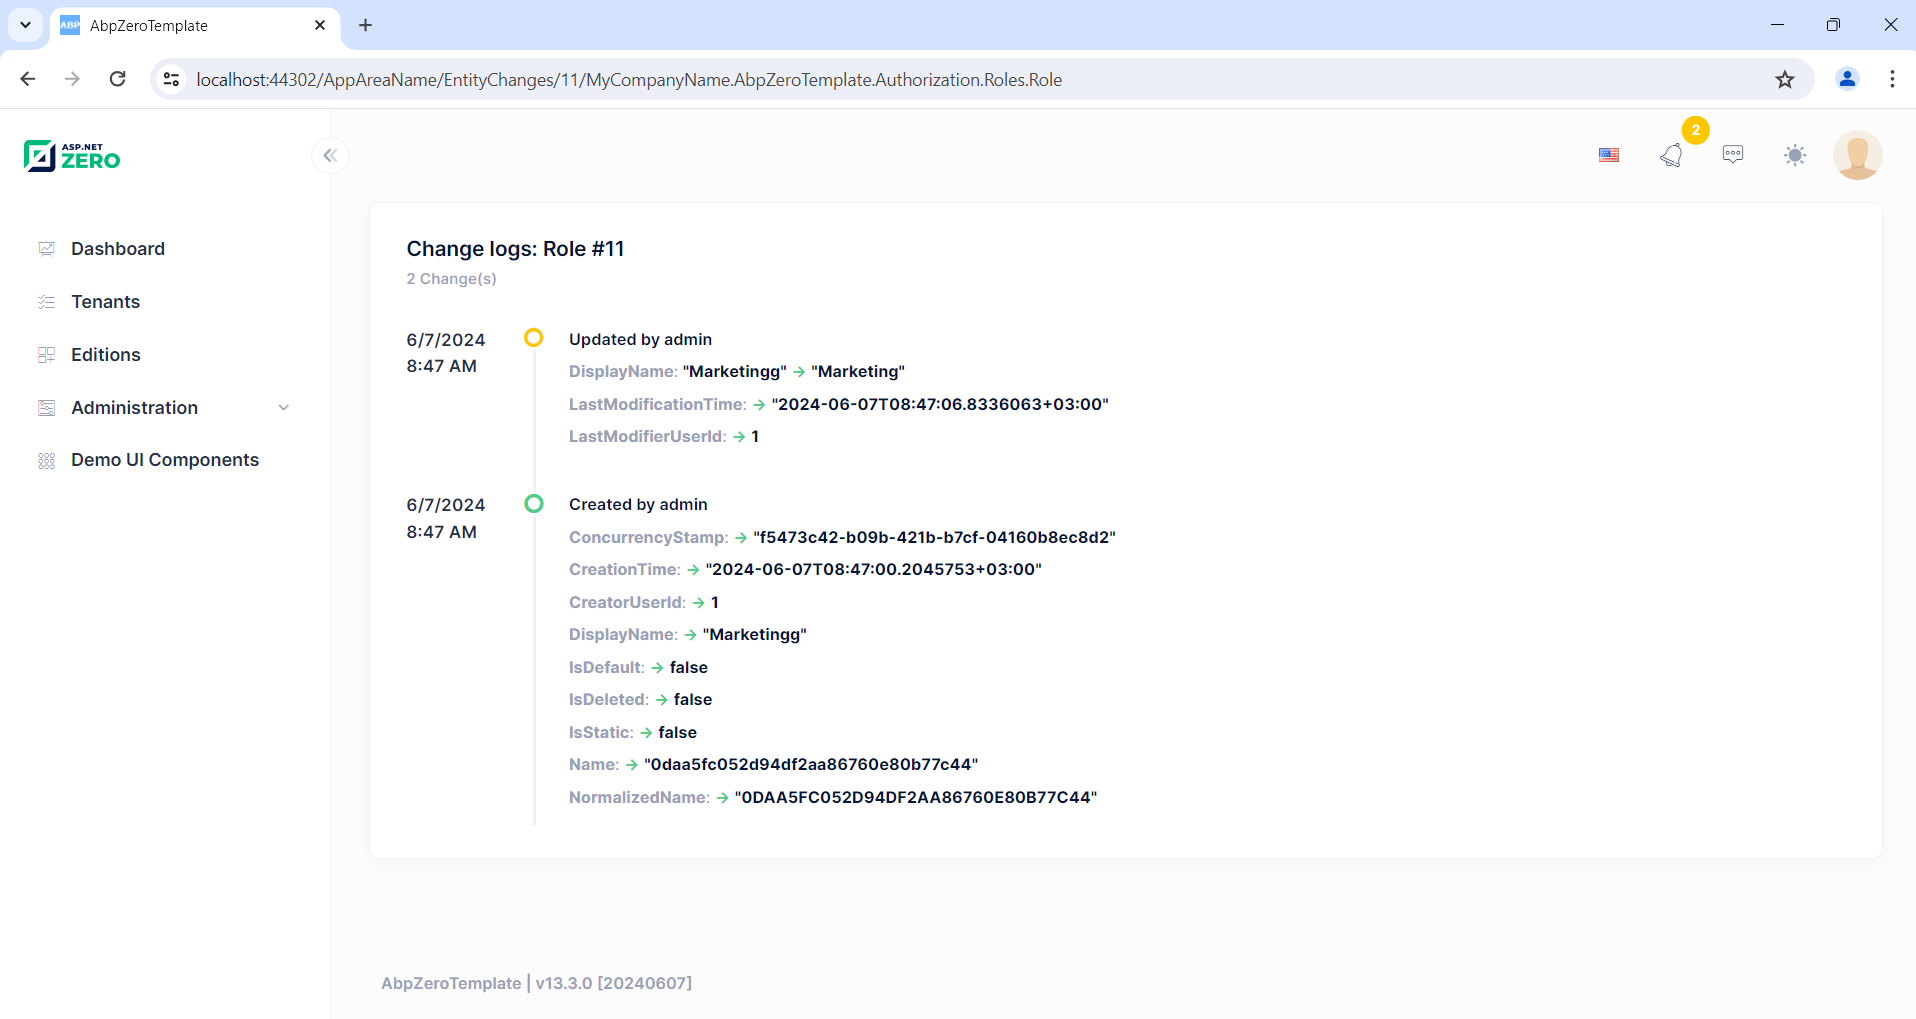 ABP
AbpZeroTemplate
localhost:44302/AppAreaName/EntityChanges/11/MyCompanyName.AbpZeroTemplate.Authorization.Roles.Role
ASP.NET
ZERO
2
Dashboard
Tenants
Editions
Administration
Demo UI Components
Change logs: Role #11
2 Change(s)
6/7/2024
8:47 AM
Updated by admin
DisplayName: "Marketingg" → "Marketing"
LastModificationTime: → "2024-06-07T08:47:06.8336063+03:00"
LastModifierUserId: → 1
6/7/2024
8:47 AM
Created by admin
ConcurrencyStamp: → "f5473c42-b09b-421b-b7cf-04160b8ec8d2"
CreationTime: → "2024-06-07T08:47:00.2045753+03:00"
CreatorUserId: → 1
DisplayName: → "Marketingg"
IsDefault: → false
IsDeleted: → false
IsStatic: → false
Name: → "0daa5fc052d94df2aa86760e80b77c44"
NormalizedName: → "0DAA5FC052D94DF2AA86760E80B77C44"
AbpZeroTemplate | v13.3.0 [20240607]